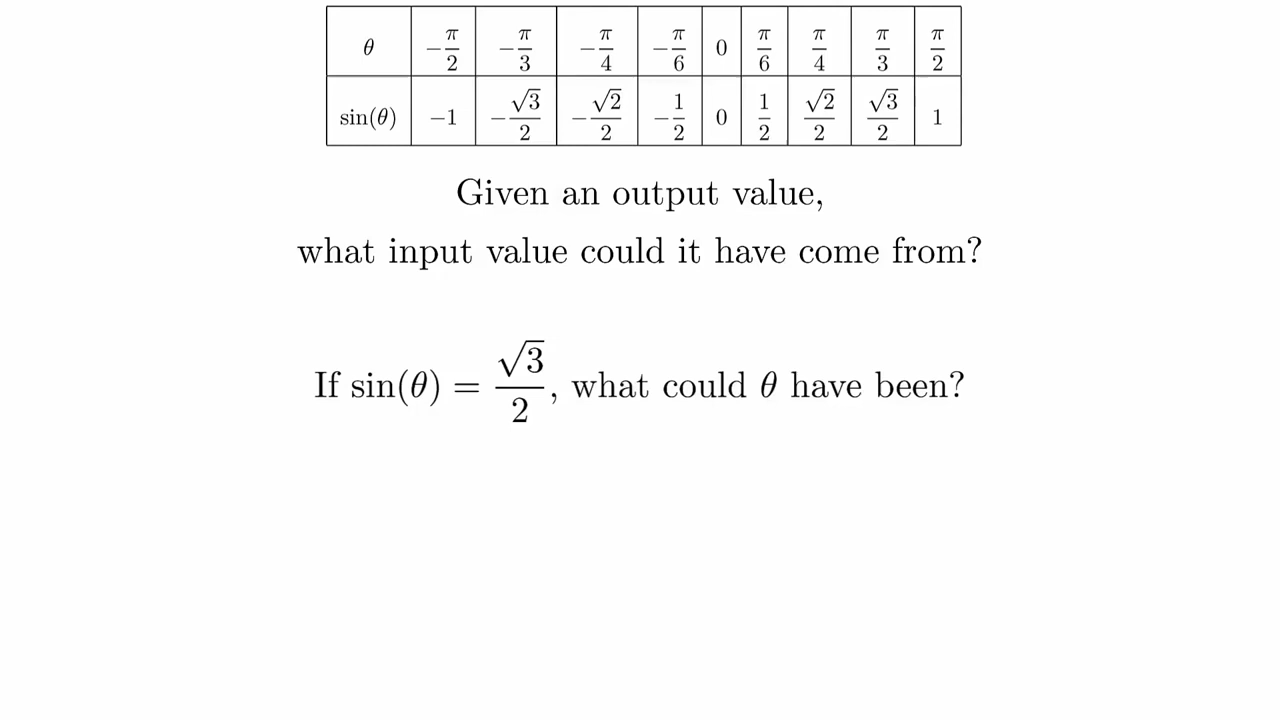 θ −π/2 −π/3 −π/4 −π/6 0 π/6 π/4 π/3 π/2
sin(θ) −1 −√3/2 −√2/2 −1/2 0 1/2 √2/2 √3/2 1
Given an output value,
what input value could it have come from?
If sin(θ) = √3/2, what could θ have been?